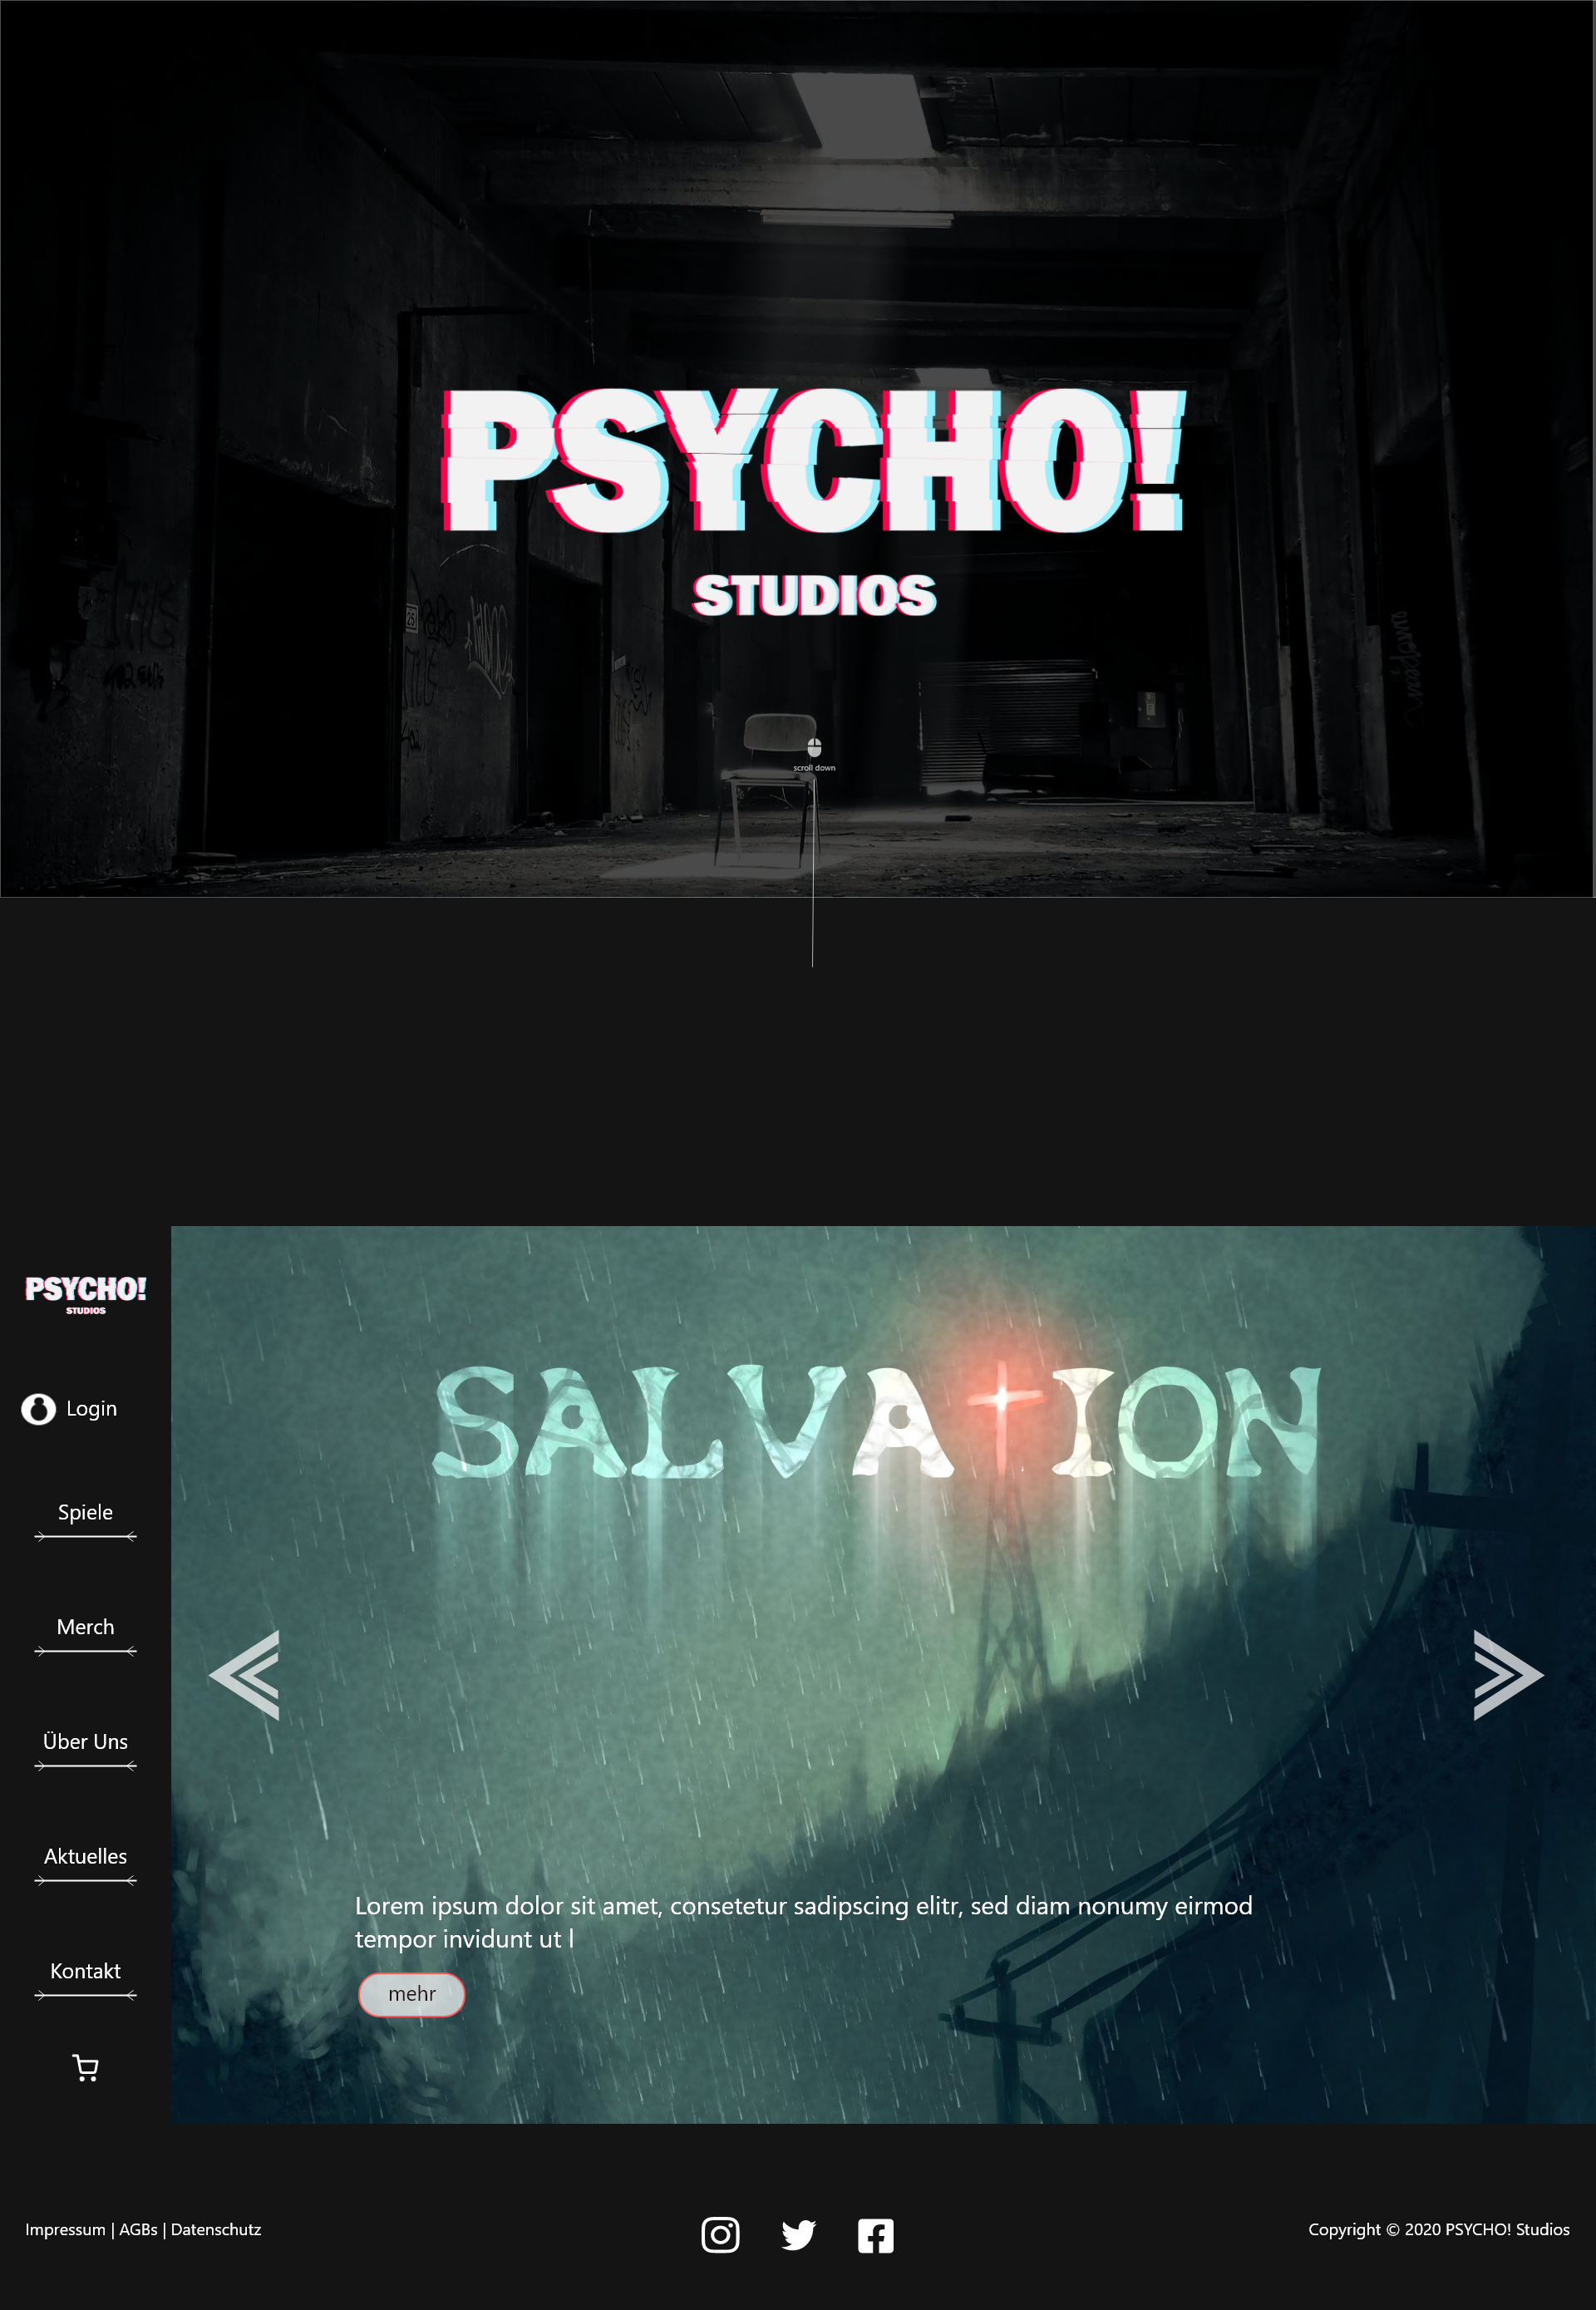 PSYCHO!
STUDIOS
scroll down
PSYCHO!
STUDIOS
Login
Spiele
Merch
Über Uns
Aktuelles
Kontakt
SALVATION
Lorem ipsum dolor sit amet, consetetur sadipscing elitr, sed diam nonumy eirmod
tempor invidunt ut l
mehr
Impressum | AGBs | Datenschutz
Copyright © 2020 PSYCHO! Studios